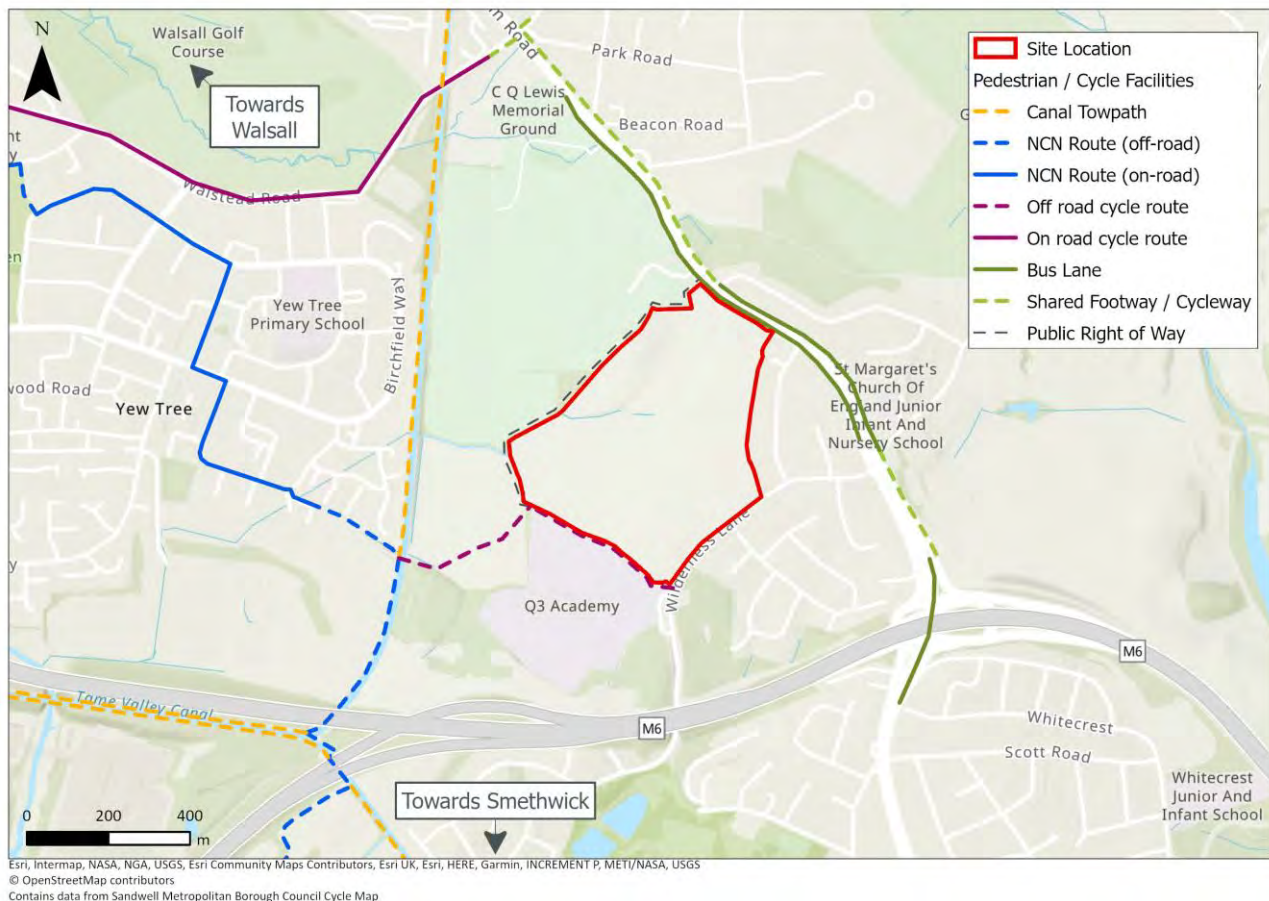 N
Walsall Golf
Course
Towards
Walsall
Park Road
C Q Lewis
Memorial
Ground
Beacon Road
Walstead Road
Birchfield Way
Yew Tree
Primary School
wood Road
Yew Tree
St Margaret's
Church Of
England Junior
Infant And
Nursery School
Wilderness Lane
Q3 Academy
M6
Tame Valley Canal
M6
Whitecrest
Scott Road
Whitecrest
Junior And
Infant School
Towards Smethwick
0 200 400
m
Site Location
Pedestrian / Cycle Facilities
Canal Towpath
NCN Route (off-road)
NCN Route (on-road)
Off road cycle route
On road cycle route
Bus Lane
Shared Footway / Cycleway
Public Right of Way
Esri, Intermap, NASA, NGA, USGS, Esri Community Maps Contributors, Esri UK, Esri, HERE, Garmin, INCREMENT P, METI/NASA, USGS
© OpenStreetMap contributors
Contains data from Sandwell Metropolitan Borough Council Cycle Map